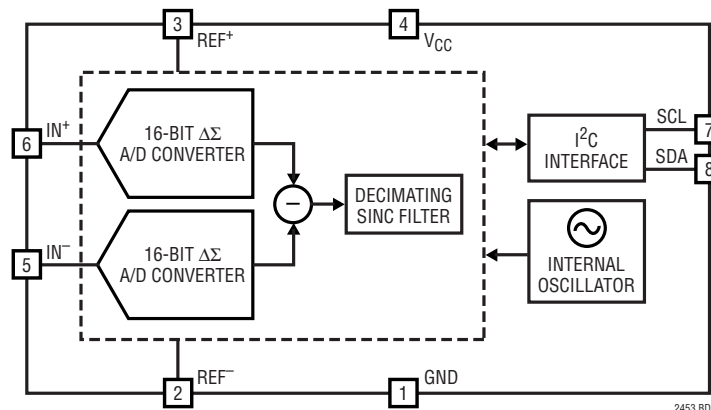 3
REF⁺
4
VCC
6
IN⁺
16-BIT ΔΣ
A/D CONVERTER
5
IN⁻
16-BIT ΔΣ
A/D CONVERTER
−
DECIMATING
SINC FILTER
I²C
INTERFACE
SCL
7
SDA
8
INTERNAL
OSCILLATOR
2
REF⁻
1
GND
2453 BD